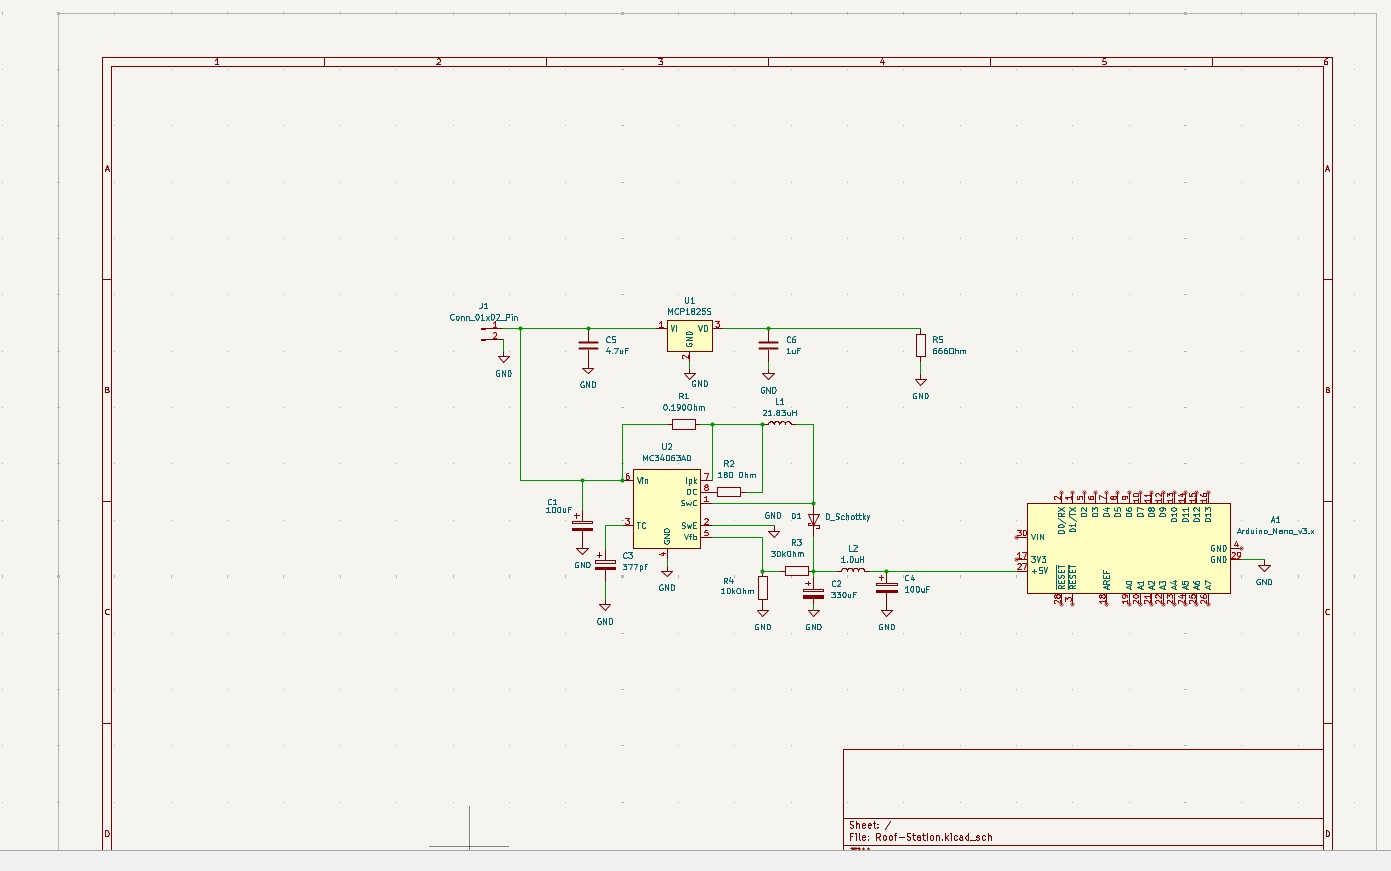 1 2 3 4 5 6
A A
J1
Conn_01x02_Pin
1
2
GND
C5
4.7uF
GND
U1
MCP1825S
1 VI VO 3
GND
2
GND
C6
1uF
GND
R5
666Ohm
GND
B B
R1
0.190Ohm
L1
21.83uH
U2
MC34063AD
6 Vin Ipk 7
DC 8
SwC 1
3 TC SwE 2
Vfb 5
GND
4
GND
R2
180 Ohm
C1
100uF
GND
C3
377pf
GND
GND
D1 D_Schottky
R3
30kOhm
R4
10kOhm
GND
C2
330uF
GND
L2
1.0uH
C4
100uF
GND
A1
Arduino_Nano_v3.x
2 1 5 6 7 8 9 10 11 12 13 14 15 16
D0/RX D1/TX D2 D3 D4 D5 D6 D7 D8 D9 D10 D11 D12 D13
30 VIN
17 3V3
27 +5V
GND 4
GND 29
RESET RESET AREF A0 A1 A2 A3 A4 A5 A6 A7
28 3 18 19 20 21 22 23 24 25 26
GND
C C
Sheet: /
File: Roof-Station.kicad_sch
D D